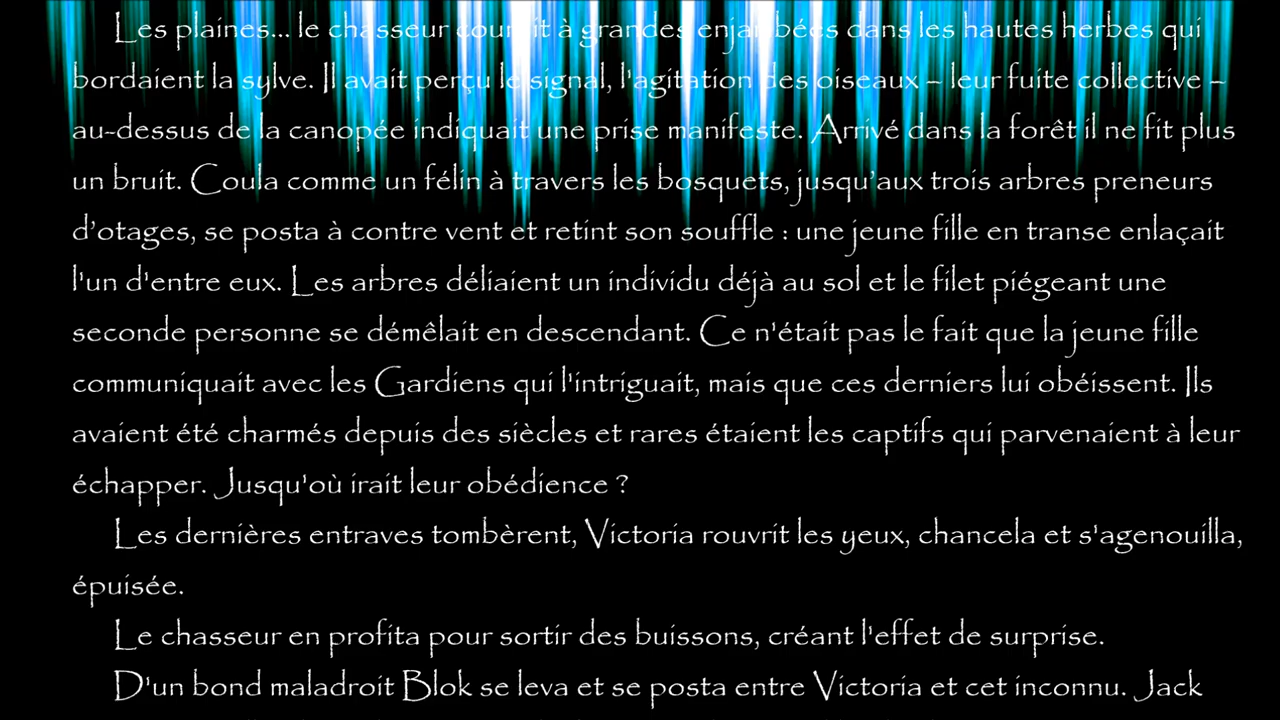 Les plaines... le chasseur courait à grandes enjambées dans les hautes herbes qui
bordaient la sylve. Il avait perçu le signal, l'agitation des oiseaux – leur fuite collective –
au-dessus de la canopée indiquait une prise manifeste. Arrivé dans la forêt il ne fit plus
un bruit. Coula comme un félin à travers les bosquets, jusqu'aux trois arbres preneurs
d'otages, se posta à contre vent et retint son souffle : une jeune fille en transe enlaçait
l'un d'entre eux. Les arbres déliaient un individu déjà au sol et le filet piégeant une
seconde personne se démêlait en descendant. Ce n'était pas le fait que la jeune fille
communiquait avec les Gardiens qui l'intriguait, mais que ces derniers lui obéissent. Ils
avaient été charmés depuis des siècles et rares étaient les captifs qui parvenaient à leur
échapper. Jusqu'où irait leur obédience ?
Les dernières entraves tombèrent, Victoria rouvrit les yeux, chancela et s'agenouilla,
épuisée.
Le chasseur en profita pour sortir des buissons, créant l'effet de surprise.
D'un bond maladroit Blok se leva et se posta entre Victoria et cet inconnu. Jack